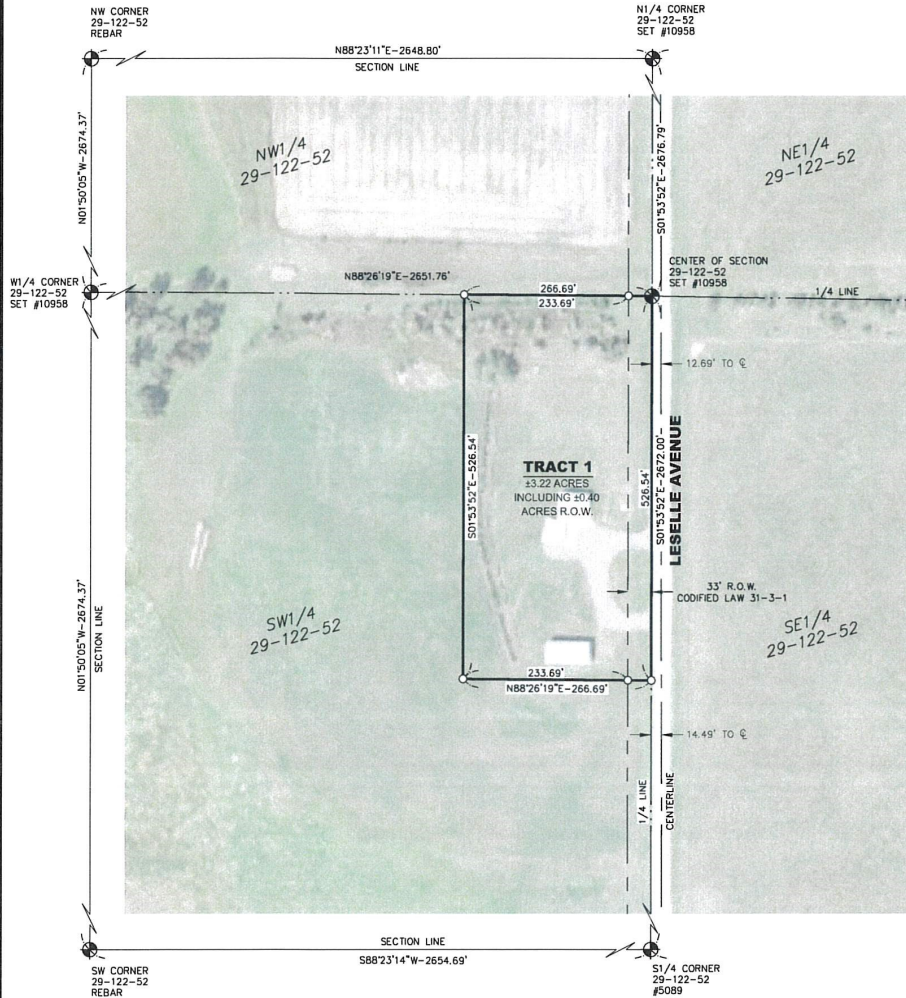 NW CORNER
29-122-52
REBAR
N1/4 CORNER
29-122-52
SET #10958
N88°23'11"E-2648.80'
SECTION LINE
N01°50'05"W-2674.37'
S01°53'52"E-2676.79'
NW1/4
29-122-52
NE1/4
29-122-52
W1/4 CORNER
29-122-52
SET #10958
N88°26'19"E-2651.76'
266.69'
233.69'
CENTER OF SECTION
29-122-52
SET #10958
1/4 LINE
12.69' TO ℄
S01°53'52"E-526.54'
TRACT 1
±3.22 ACRES
INCLUDING ±0.40
ACRES R.O.W.
526.54'
S01°53'52"E-2672.00'
LESELLE AVENUE
33' R.O.W.
CODIFIED LAW 31-3-1
N01°50'05"W-2674.37'
SECTION LINE
SW1/4
29-122-52
SE1/4
29-122-52
233.69'
N88°26'19"E-266.69'
14.49' TO ℄
1/4 LINE
CENTERLINE
SECTION LINE
S88°23'14"W-2654.69'
SW CORNER
29-122-52
REBAR
S1/4 CORNER
29-122-52
#5089